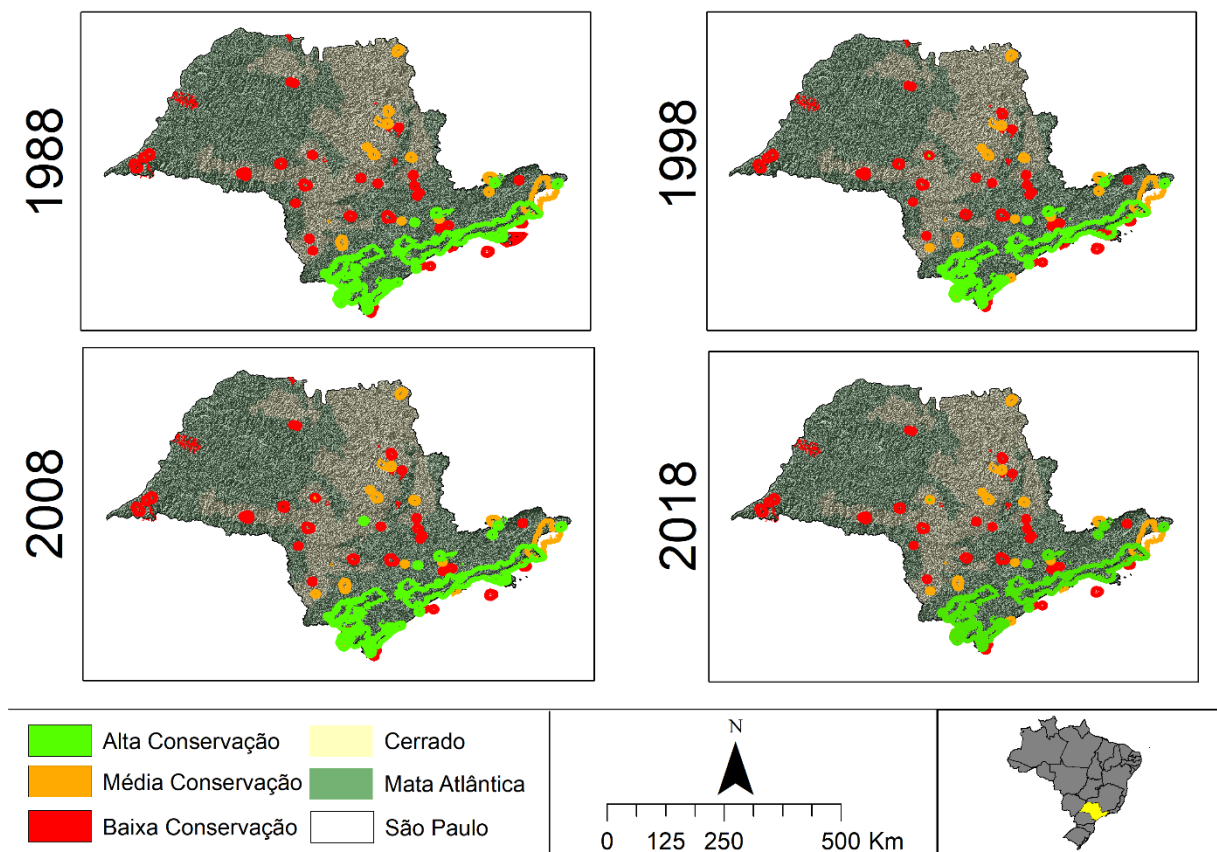 1988
1998
2008
2018
Alta Conservação
Média Conservação
Baixa Conservação
Cerrado
Mata Atlântica
São Paulo
N
0 125 250 500 Km